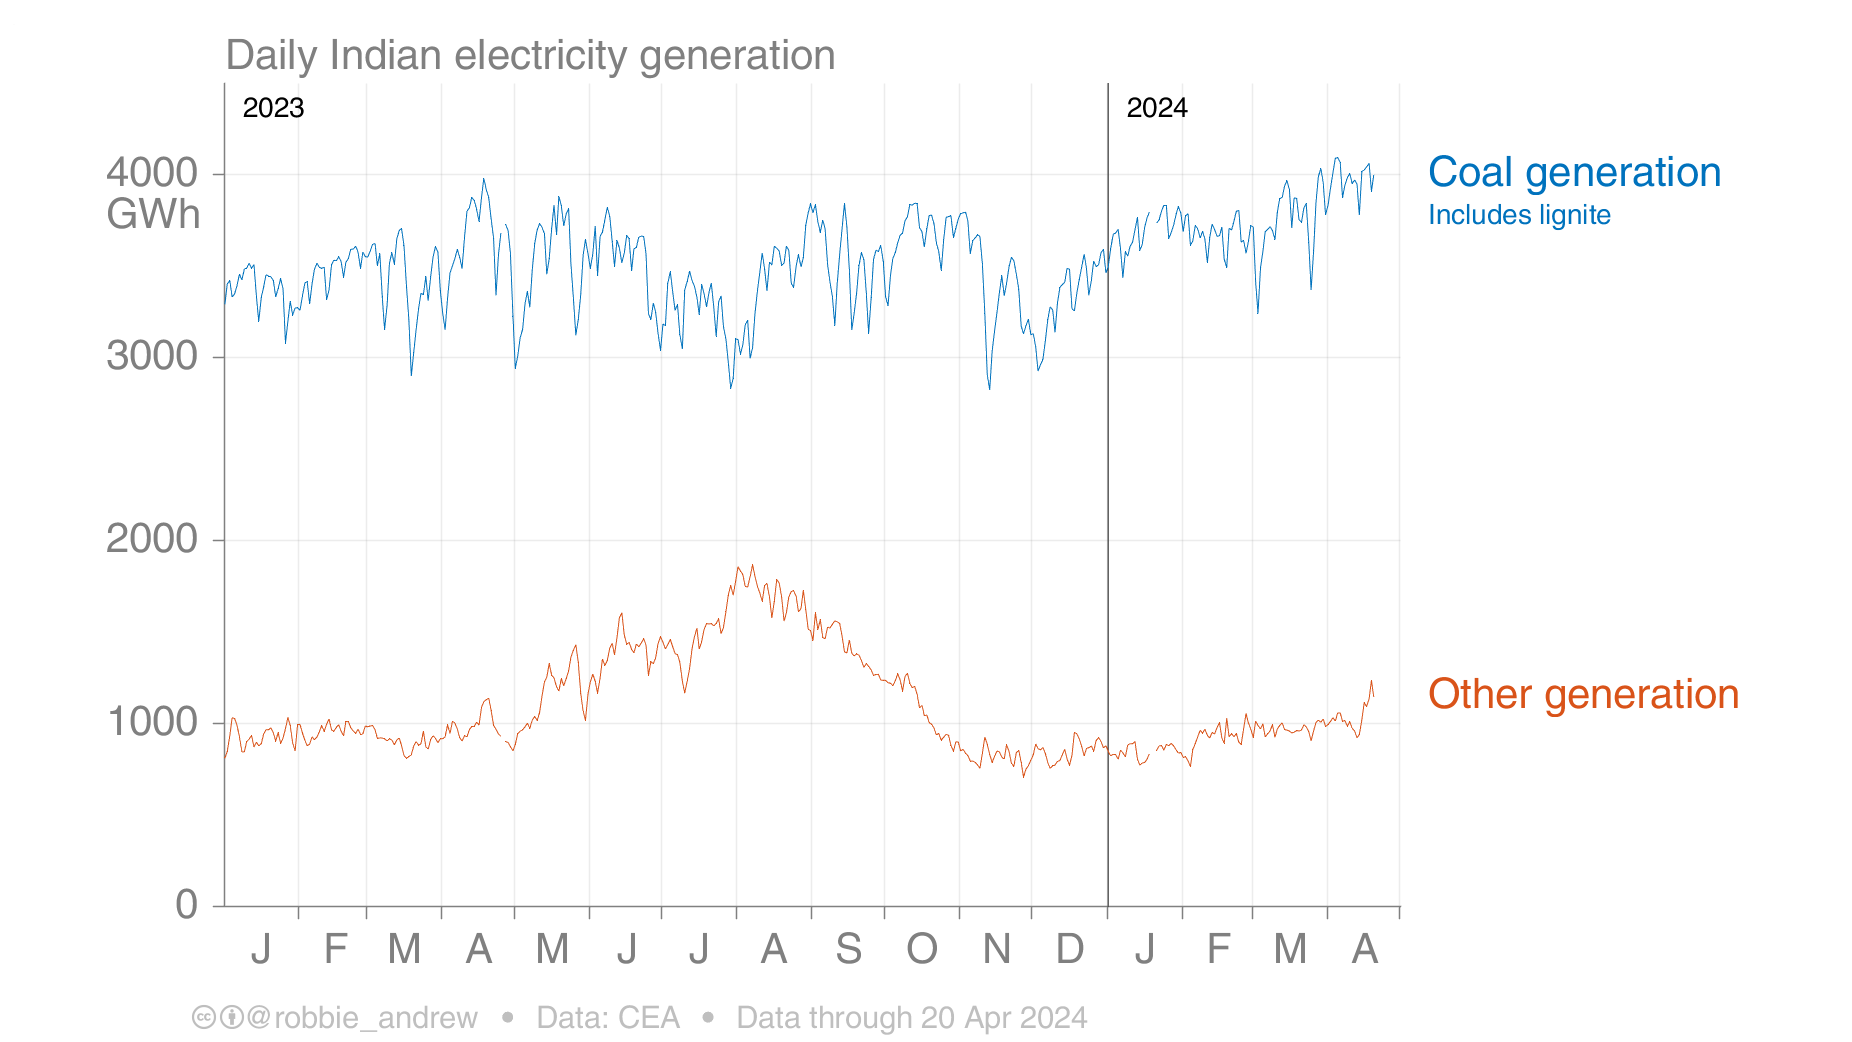 Daily Indian electricity generation
2023
2024
4000
GWh
3000
2000
1000
0
Coal generation
Includes lignite
Other generation
J F M A M J J A S O N D J F M A
@robbie_andrew • Data: CEA • Data through 20 Apr 2024